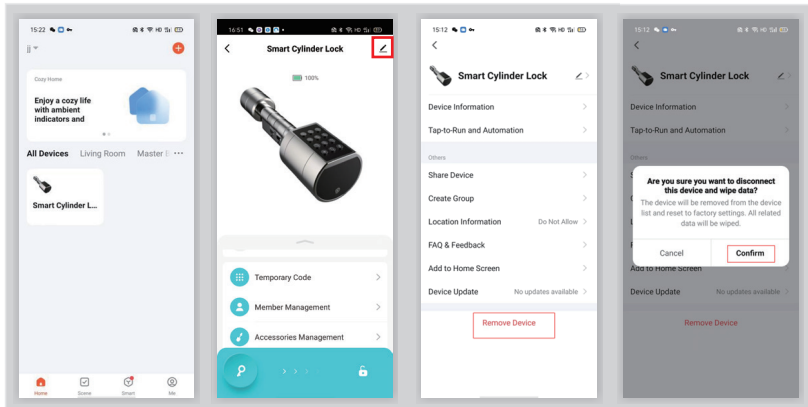 15:22
jj
Cozy Home
Enjoy a cozy life
with ambient
indicators and
All Devices Living Room Master
Smart Cylinder L...
Home Scene Smart Me
16:51
Smart Cylinder Lock
100%
Temporary Code
Member Management
Accessories Management
15:12
Smart Cylinder Lock
Device Information
Tap-to-Run and Automation
Others
Share Device
Create Group
Location Information Do Not Allow
FAQ & Feedback
Add to Home Screen
Device Update No updates available
Remove Device
15:12
Smart Cylinder Lock
Device Information
Tap-to-Run and Automation
Others
Are you sure you want to disconnect
this device and wipe data?
The device will be removed from the device
list and reset to factory settings. All related
data will be wiped.
Cancel Confirm
Add to Home Screen
Device Update No updates available
Remove Device